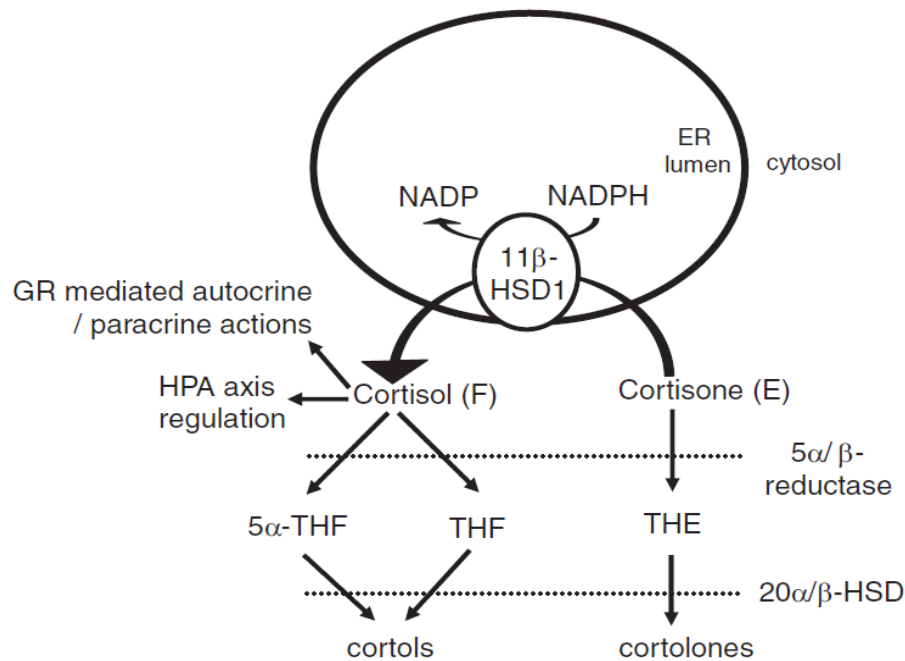 ER
lumen
cytosol
NADP
NADPH
11β-
HSD1
GR mediated autocrine
/ paracrine actions
HPA axis
regulation
Cortisol (F)
Cortisone (E)
5α/ β-
reductase
5α-THF
THF
THE
20α/β-HSD
cortols
cortolones